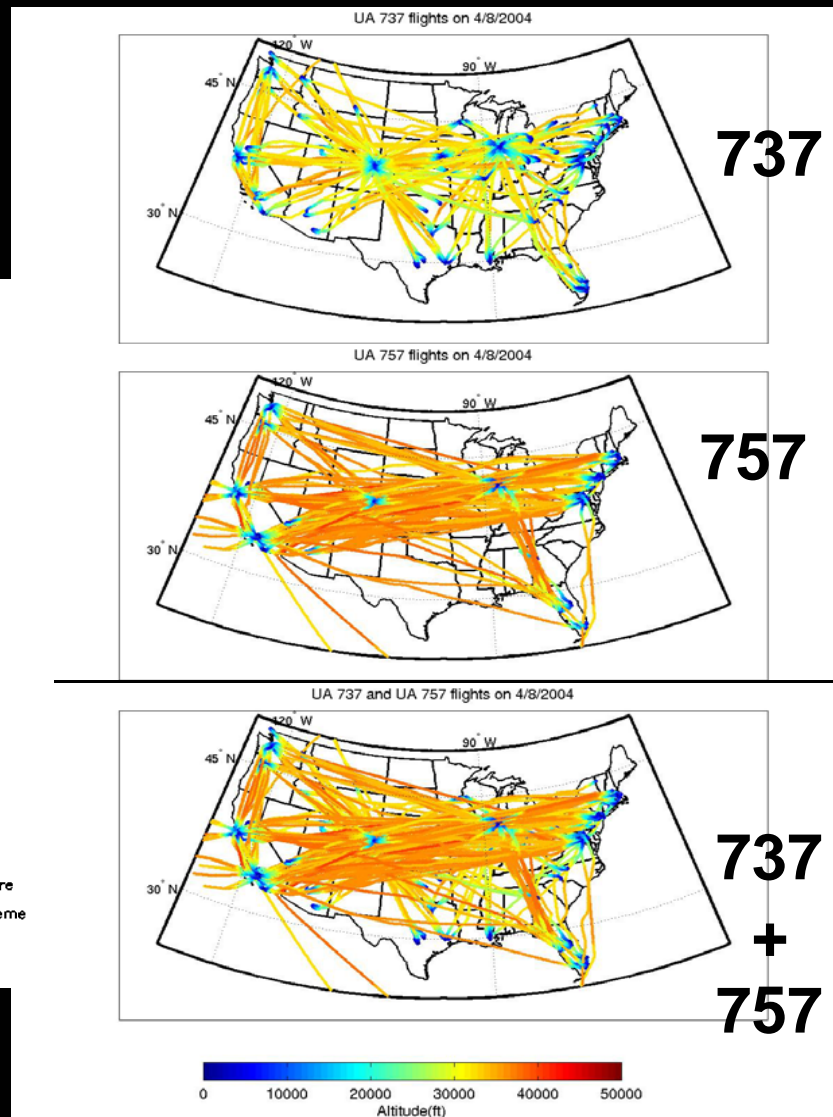 UA 737 flights on 4/8/2004
120° W
90° W
45° N
30° N
737
UA 757 flights on 4/8/2004
120° W
90° W
45° N
30° N
757
UA 737 and UA 757 flights on 4/8/2004
120° W
90° W
45° N
30° N
737
+
757
re
eme
0 10000 20000 30000 40000 50000
Altitude(ft)